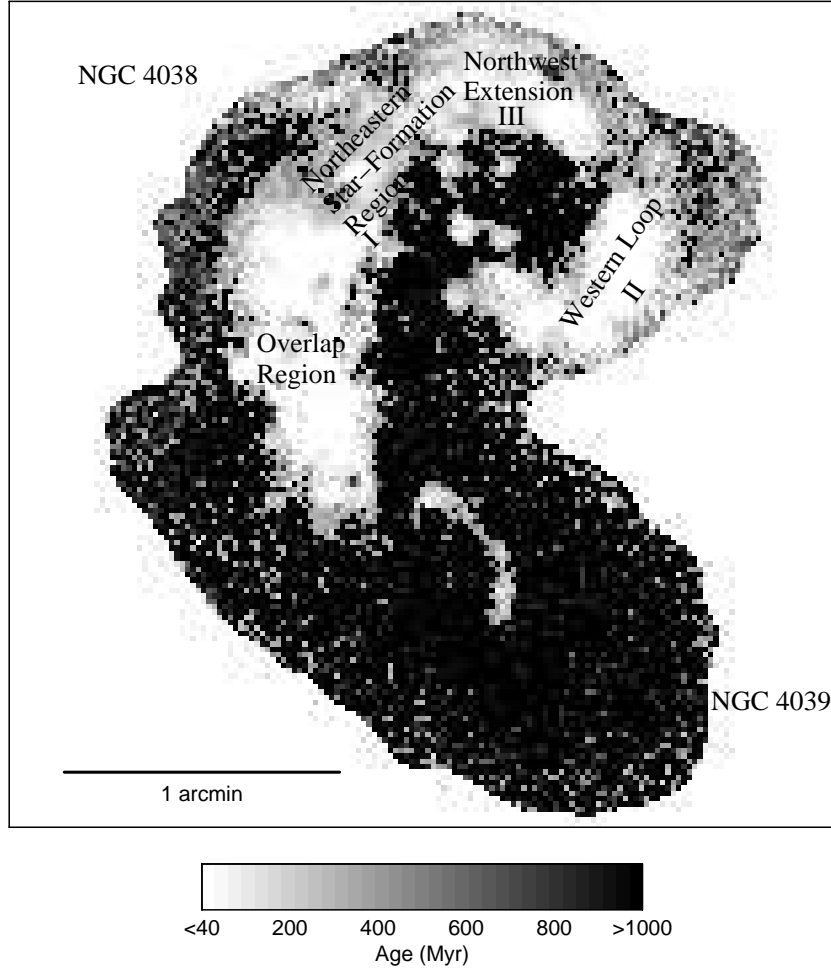 NGC 4038
Northwest
Extension
III
Northeastern
Star–Formation
Region
I
Western Loop
II
Overlap
Region
NGC 4039
1 arcmin
<40 200 400 600 800 >1000
Age (Myr)